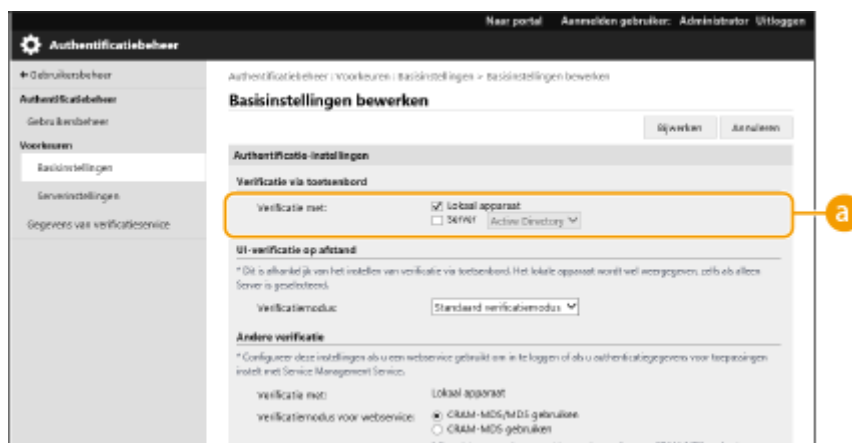 Naar portal Aanmelden gebruiker: Administrator Uitloggen
Authentificatiebeheer
Gebruikersbeheer
Authentificatiebeheer : Voorkeuren : Basisinstellingen > Basisinstellingen bewerken
Authentificatiebeheer
Basisinstellingen bewerken
Gebruikersbeheer
Bijwerken Annuleren
Voorkeuren
Authentificatie-instellingen
Basisinstellingen
Verificatie via toetsenbord
Serverinstellingen
Verificatie met: Lokaal apparaat
Server Active Directory
a
Gegevens van verificatieservice
UI-verificatie op afstand
* Dit is afhankelijk van het instellen van verificatie via toetsenbord. Het lokale apparaat wordt wel weergegeven, zelfs als alleen
Server is geselecteerd.
Verificatiemodus: Standaard verificatiemodus
Andere verificatie
* Configureer deze instellingen als u een webservice gebruikt om in te loggen of als u authenticatiegegevens voor toepassingen
instelt met Service Management Service.
Verificatie met: Lokaal apparaat
Verificatiemodus voor webservice: CRAM-MD5/MD5 gebruiken
CRAM-MD5 gebruiken